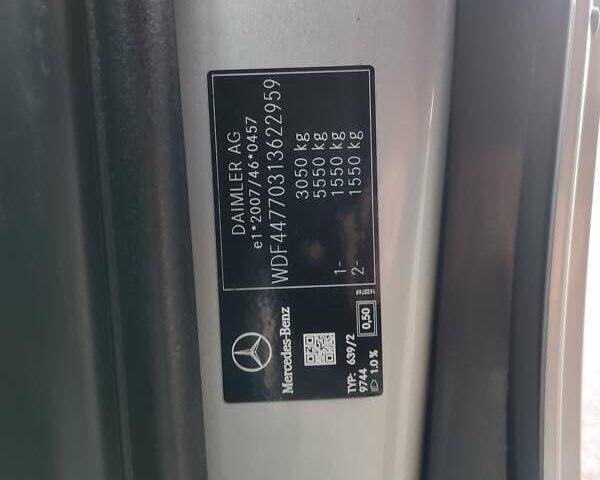 DAIMLER AG
e1*2007/46*0457
WDF44770313622959
3050 kg
5550 kg
1- 1550 kg
2- 1550 kg
Mercedes-Benz
TYP: 639/2
9744 0,50
1.0 %